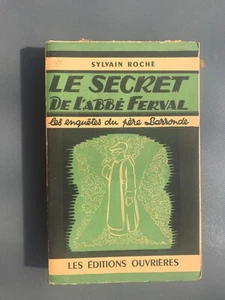 SYLVAIN ROCHE
LE SECRET
DE L'ABBÉ FERVAL
les enquêtes du père Larronde
LES ÉDITIONS OUVRIÈRES